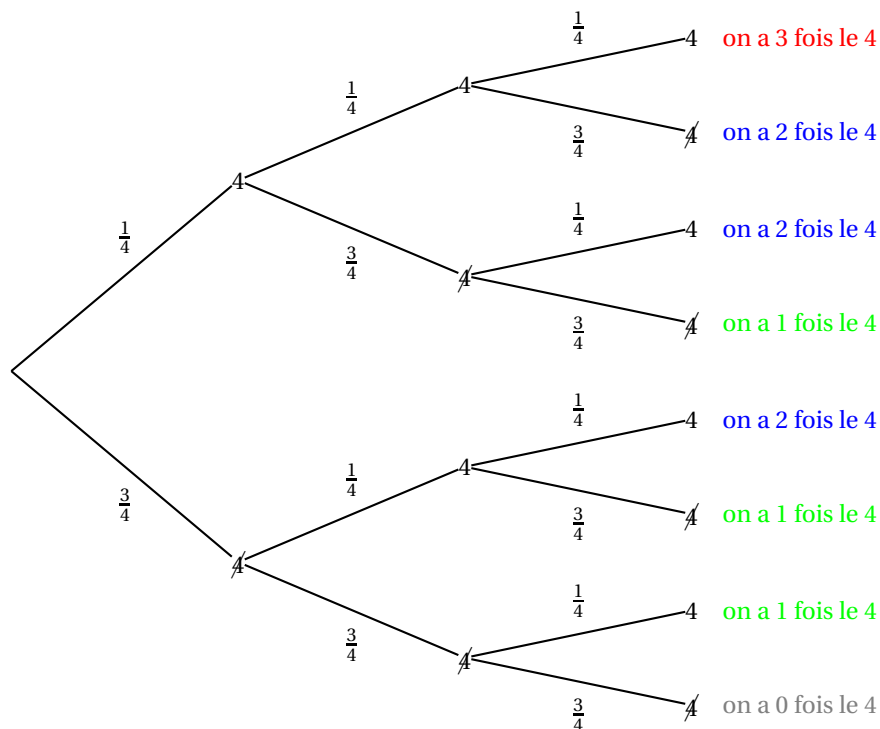 1/4
4 on a 3 fois le 4
1/4
4
3/4
4̸ on a 2 fois le 4
1/4
4
1/4
4 on a 2 fois le 4
1/4
3/4
4̸
3/4
4̸ on a 1 fois le 4
1/4
4 on a 2 fois le 4
1/4
4
3/4
3/4
4̸ on a 1 fois le 4
4̸
1/4
4 on a 1 fois le 4
3/4
4̸
3/4
4̸ on a 0 fois le 4